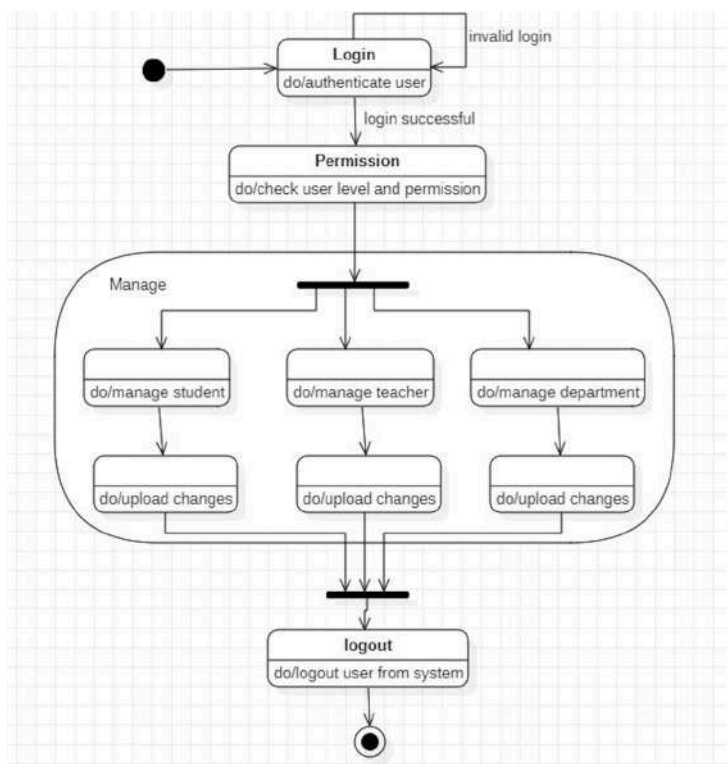 Login
invalid login
do/authenticate user
login successful
Permission
do/check user level and permission
Manage
do/manage student
do/manage teacher
do/manage department
do/upload changes
do/upload changes
do/upload changes
logout
do/logout user from system